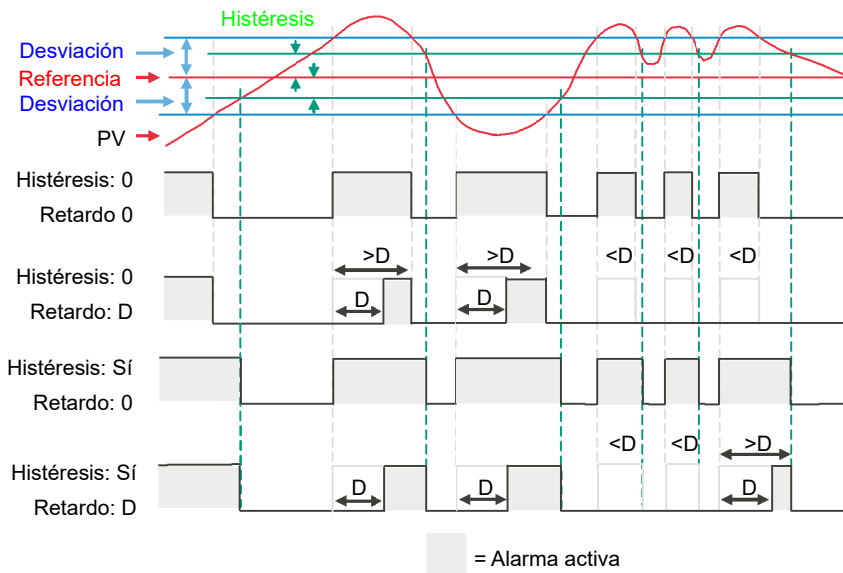 Histéresis
Desviación
Referencia
Desviación
PV
Histéresis: 0
Retardo 0
>D >D <D <D <D
Histéresis: 0
D D
Retardo: D
Histéresis: Sí
Retardo: 0
<D <D >D
Histéresis: Sí
D D D
Retardo: D
= Alarma activa